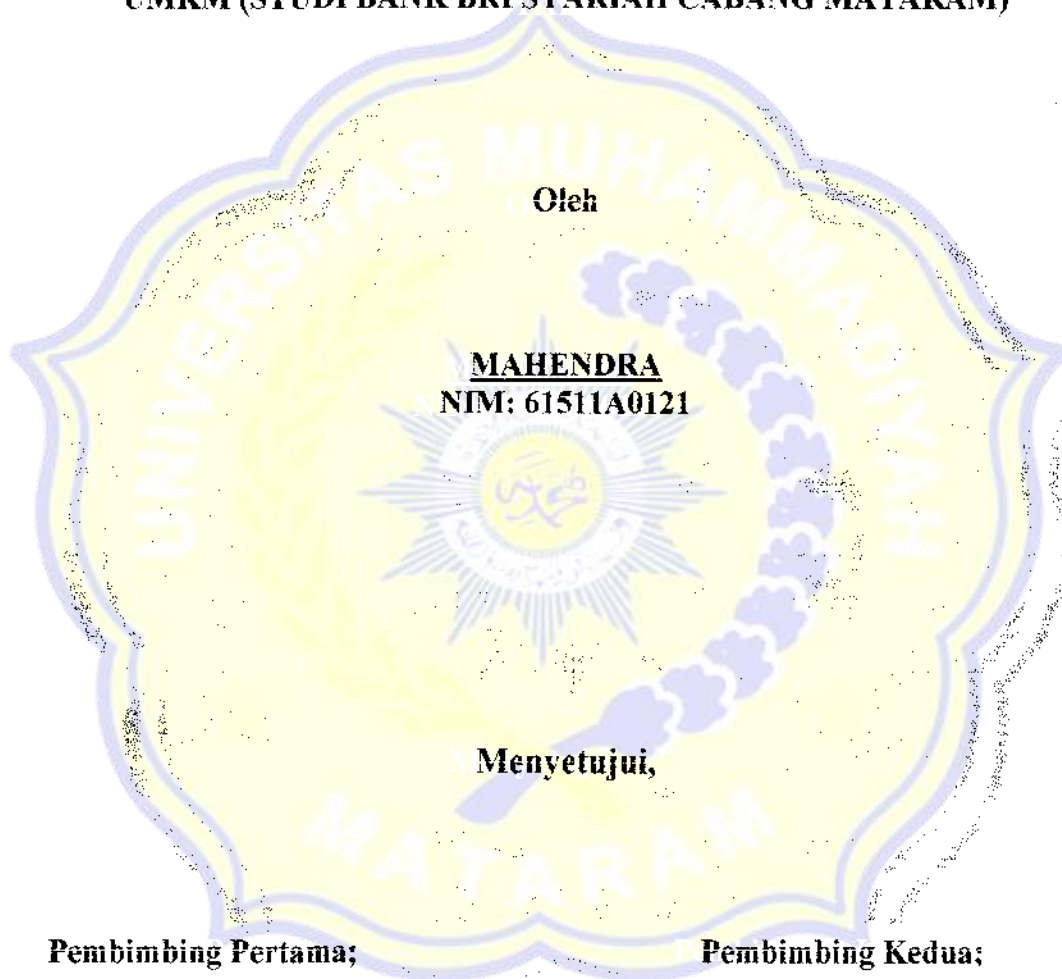 UMKM (STUDI BANK BRI SYARIAH CABANG MATARAM)
UNIVERSITAS MUHAMMADIYAH
Oleh
MAHENDRA
NIM: 61511A0121
Menyetujui,
MATARAM
Pembimbing Pertama;
Pembimbing Kedua;